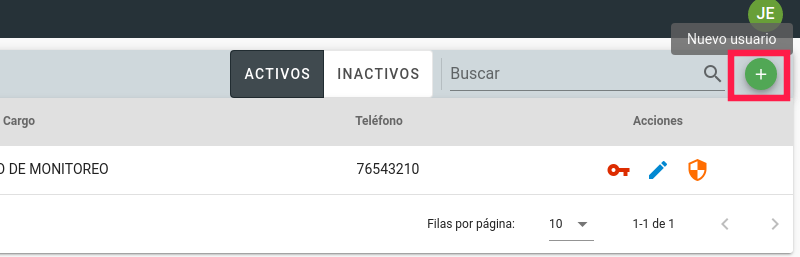 JE
Nuevo usuario
ACTIVOS INACTIVOS Buscar
Cargo Teléfono Acciones
O DE MONITOREO 76543210
Filas por página: 10 1-1 de 1